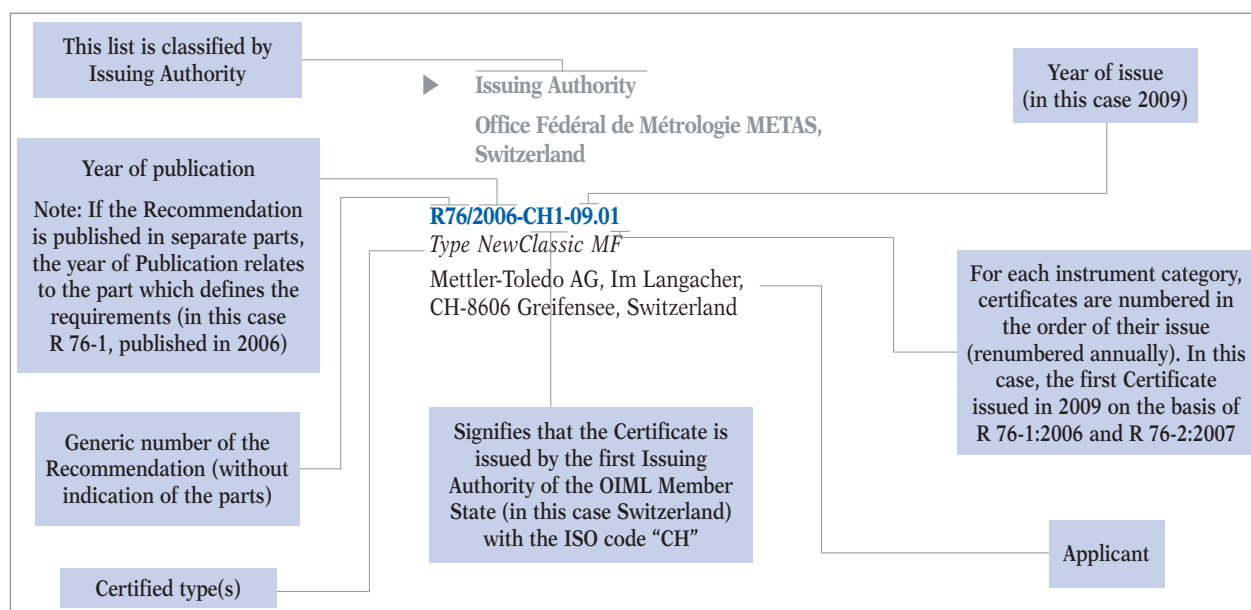 This list is classified by
Issuing Authority
Issuing Authority
Office Fédéral de Métrologie METAS,
Switzerland
Year of issue
(in this case 2009)
Year of publication
Note: If the Recommendation
is published in separate parts,
the year of Publication relates
to the part which defines the
requirements (in this case
R 76-1, published in 2006)
R76/2006-CH1-09.01
Type NewClassic MF
Mettler-Toledo AG, Im Langacher,
CH-8606 Greifensee, Switzerland
For each instrument category,
certificates are numbered in
the order of their issue
(renumbered annually). In this
case, the first Certificate
issued in 2009 on the basis of
R 76-1:2006 and R 76-2:2007
Generic number of the
Recommendation (without
indication of the parts)
Signifies that the Certificate is
issued by the first Issuing
Authority of the OIML Member
State (in this case Switzerland)
with the ISO code “CH”
Applicant
Certified type(s)